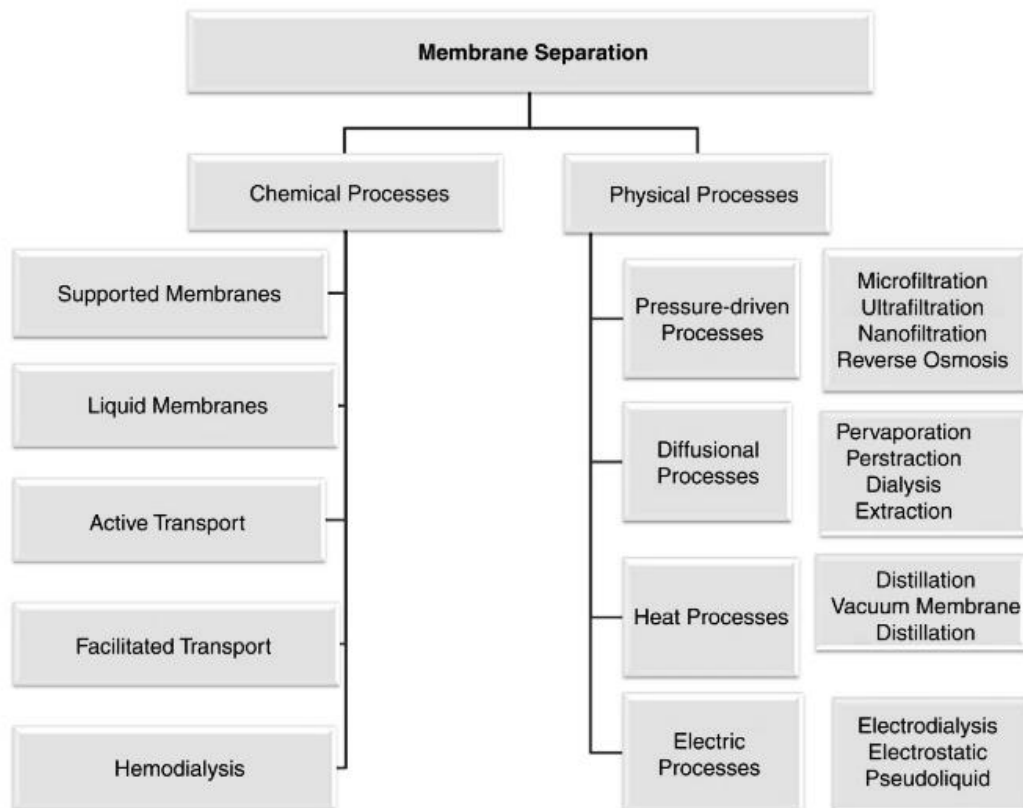 Membrane Separation
Chemical Processes
Physical Processes
Supported Membranes
Liquid Membranes
Active Transport
Facilitated Transport
Hemodialysis
Pressure-driven
Processes
Microfiltration
Ultrafiltration
Nanofiltration
Reverse Osmosis
Diffusional
Processes
Pervaporation
Perstraction
Dialysis
Extraction
Heat Processes
Distillation
Vacuum Membrane
Distillation
Electric
Processes
Electrodialysis
Electrostatic
Pseudoliquid